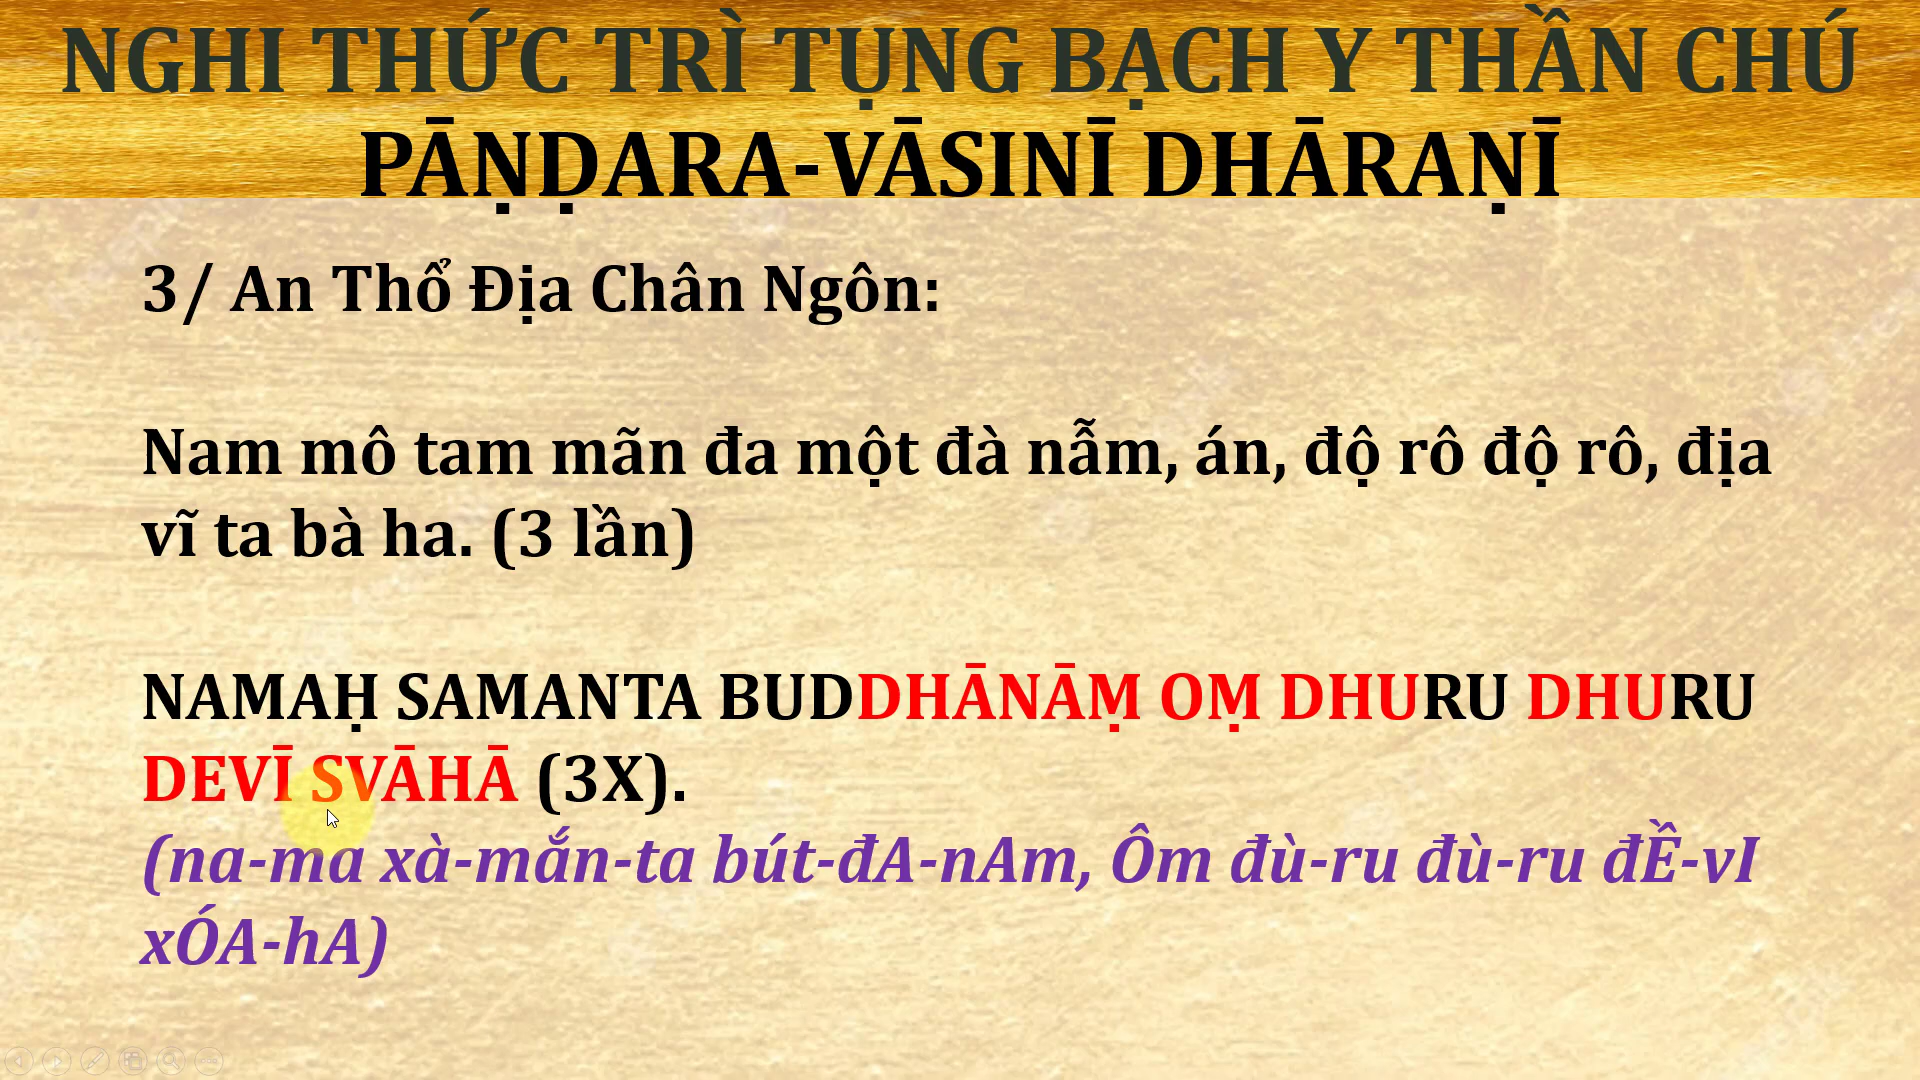 NGHI THỨC TRÌ TỤNG BẠCH Y THẦN CHÚ
PĀṆḌARA-VĀSINĪ DHĀRAṆĪ
3/ An Thổ Địa Chân Ngôn:
Nam mô tam mãn đa một đà nẫm, án, độ rô độ rô, địa
vĩ ta bà ha. (3 lần)
NAMAḤ SAMANTA BUDDHĀNĀṂ OṂ DHURU DHURU
DEVĪ SVĀHĀ (3X).
(na-ma xà-mắn-ta bút-đA-nAm, Ôm đù-ru đù-ru đỀ-vI
xÓA-hA)